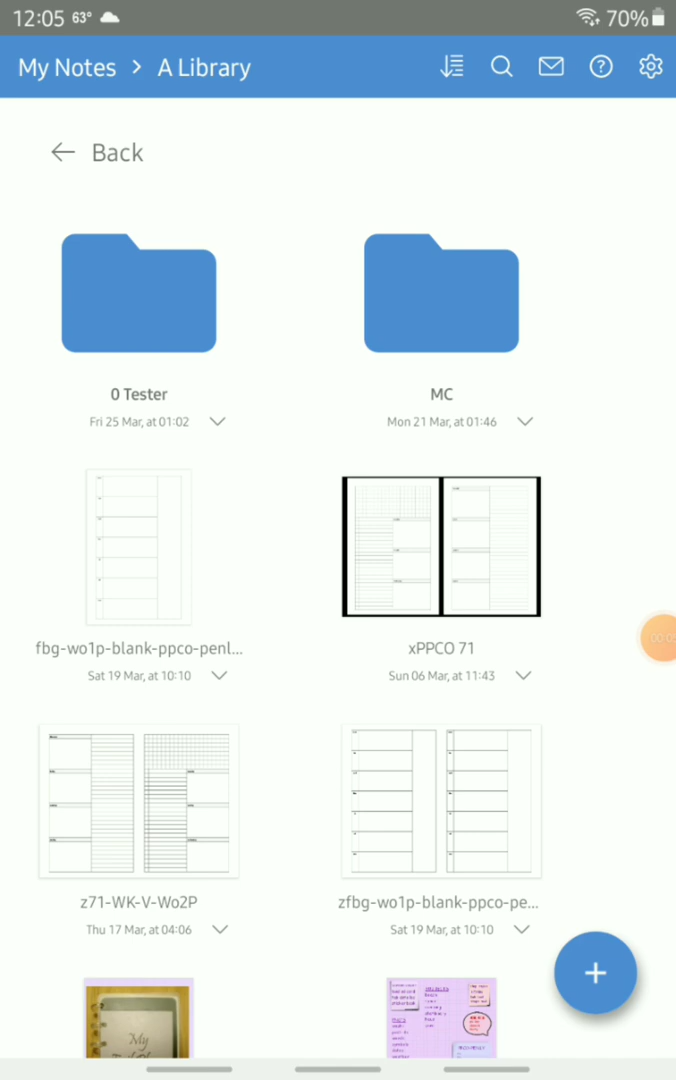 12:05 63° 70%
My Notes > A Library
Back
0 Tester
MC
Fri 25 Mar, at 01:02
Mon 21 Mar, at 01:46
fbg-wo1p-blank-ppco-penl...
xPPCO 71
Sat 19 Mar, at 10:10
Sun 06 Mar, at 11:43
z71-WK-V-Wo2P
zfbg-wo1p-blank-ppco-pe...
Thu 17 Mar, at 04:06
Sat 19 Mar, at 10:10
My